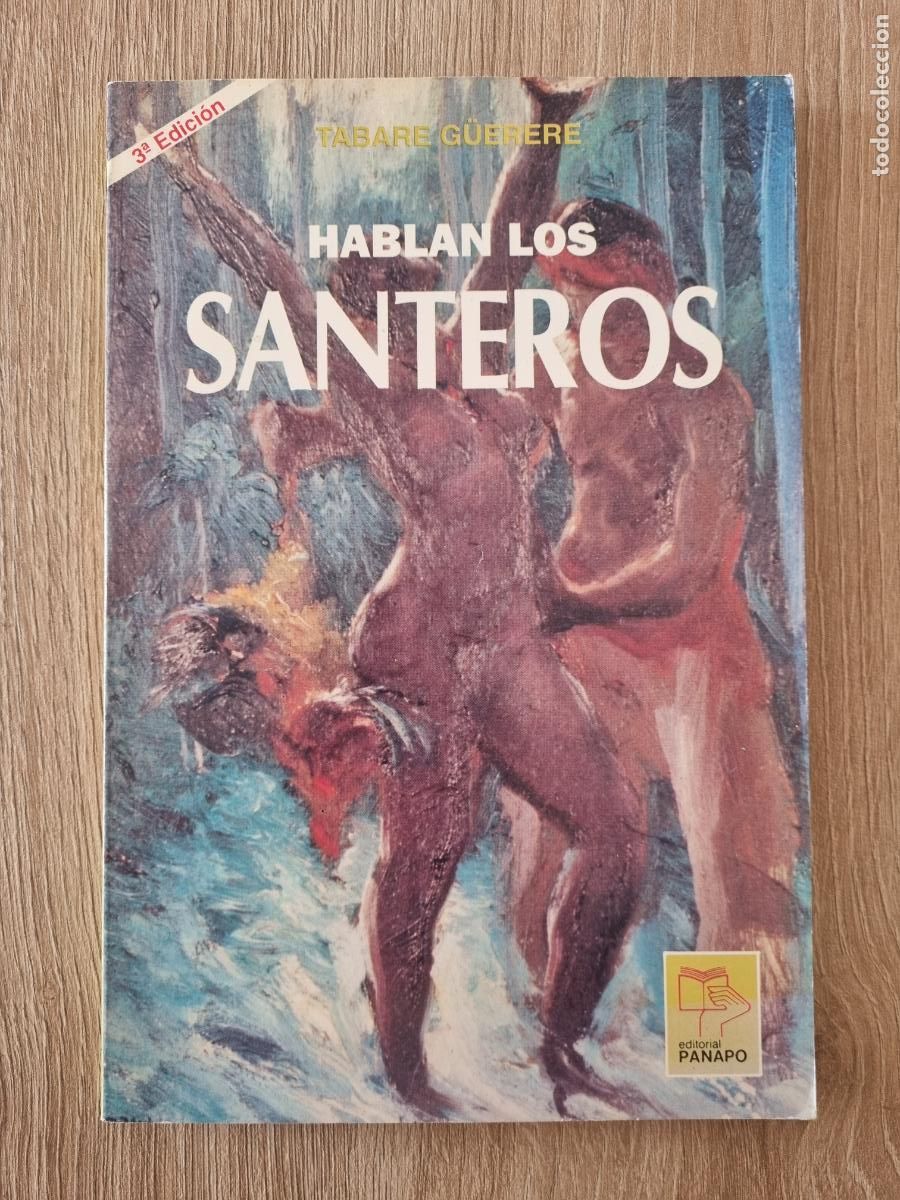 3ª Edición
TABARE GÜERERE
HABLAN LOS
SANTEROS
editorial
PANAPO
todocoleccion